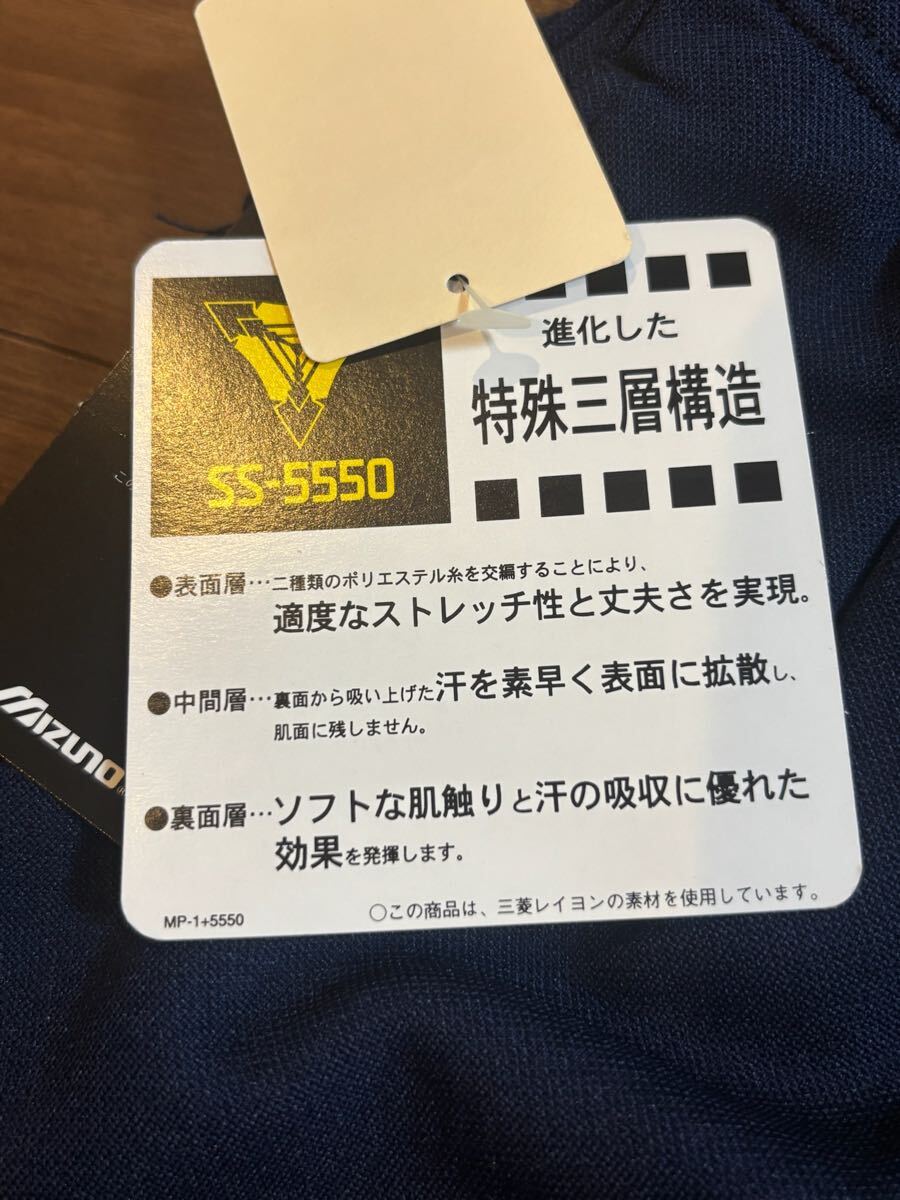 進化した
特殊三層構造
SS-5550
●表面層…二種類のポリエステル糸を交編することにより、
適度なストレッチ性と丈夫さを実現。
●中間層…裏面から吸い上げた汗を素早く表面に拡散し、
肌面に残しません。
●裏面層…ソフトな肌触りと汗の吸収に優れた
効果を発揮します。
MP-1+5550
○この商品は、三菱レイヨンの素材を使用しています。
MIZUNO